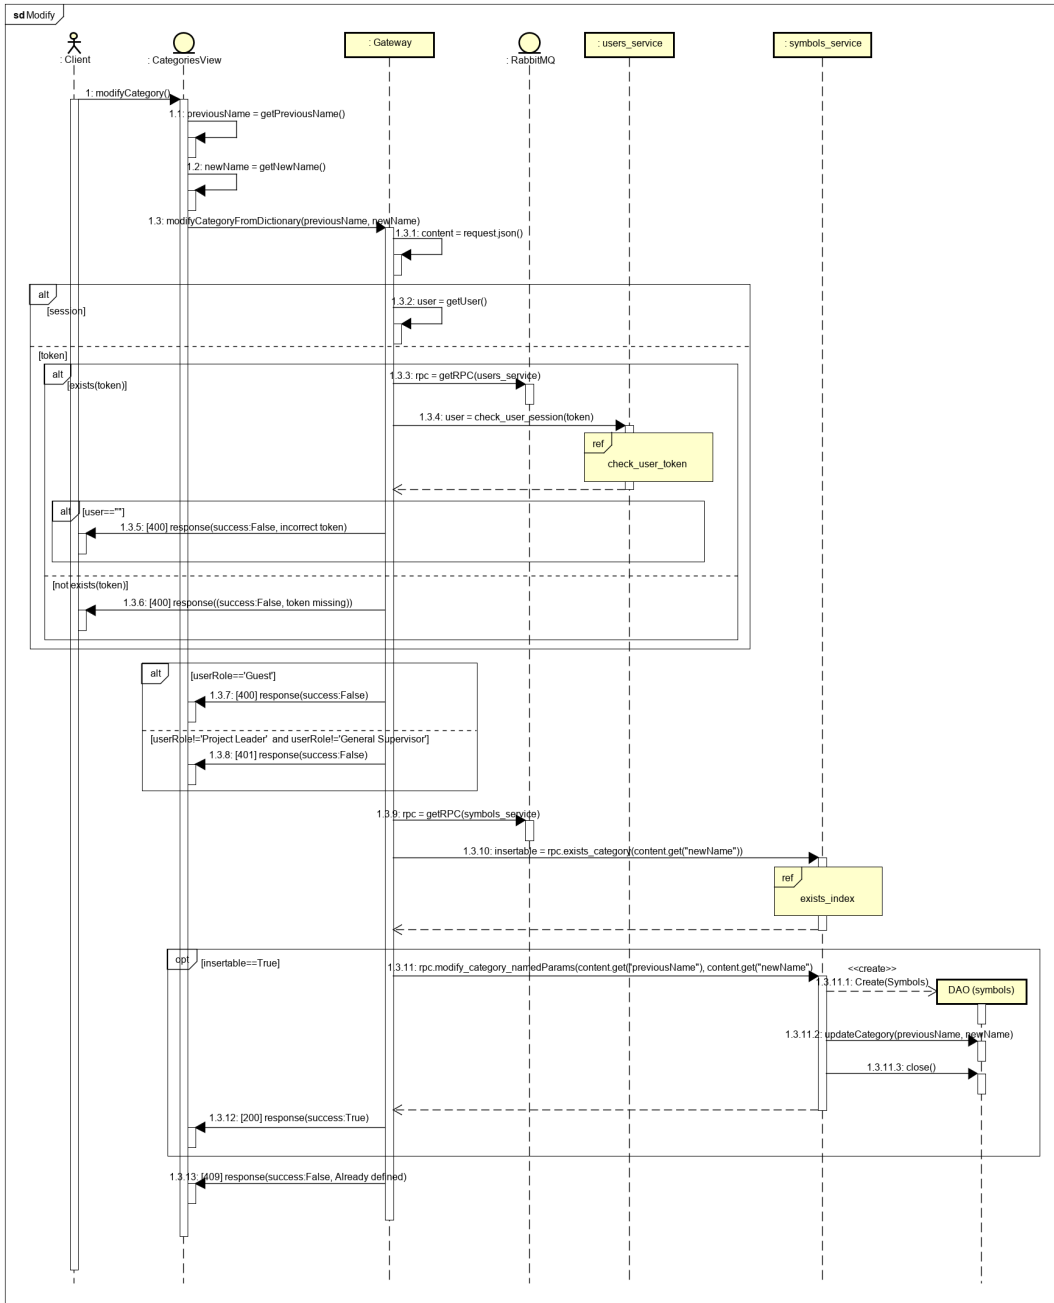 sd Modify
: Client
: CategoriesView
: Gateway
: RabbitMQ
: users_service
: symbols_service
1: modifyCategory()
1.1: previousName = getPreviousName()
1.2: newName = getNewName()
1.3: modifyCategoryFromDictionary(previousName, newName)
1.3.1: content = request.json()
alt
[session]
1.3.2: user = getUser()
[token]
alt
[exists(token)]
1.3.3: rpc = getRPC(users_service)
1.3.4: user = check_user_session(token)
ref
check_user_token
alt
[user==""]
1.3.5: [400] response(success:False, incorrect token)
[not exists(token)]
1.3.6: [400] response((success:False, token missing))
alt
[userRole=='Guest']
1.3.7: [400] response(success:False)
[userRole!='Project Leader' and userRole!='General Supervisor']
1.3.8: [401] response(success:False)
1.3.9: rpc = getRPC(symbols_service)
1.3.10: insertable = rpc.exists_category(content.get("newName"))
ref
exists_index
opt
[insertable==True]
1.3.11: rpc.modify_category_namedParams(content.get("previousName"), content.get("newName")
<<create>>
1.3.11.1: Create(Symbols)
DAO (symbols)
1.3.11.2: updateCategory(previousName, newName)
1.3.11.3: close()
1.3.12: [200] response(success:True)
1.3.13: [409] response(success:False, Already defined)